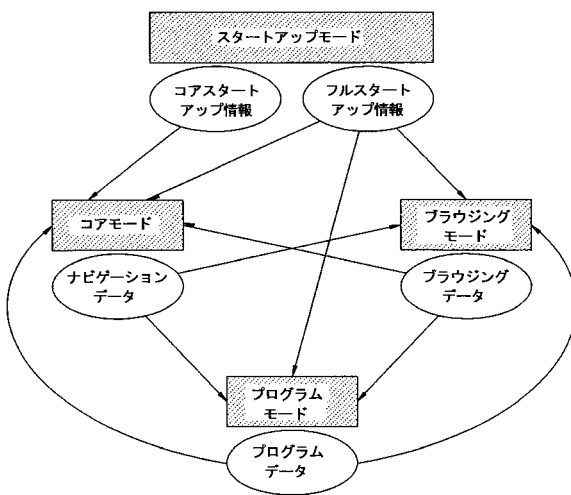 スタートアップモード
コアスタート
アップ情報
フルスタート
アップ情報
コアモード
ブラウジング
モード
ナビゲーション
データ
ブラウジング
データ
プログラム
モード
プログラム
データ